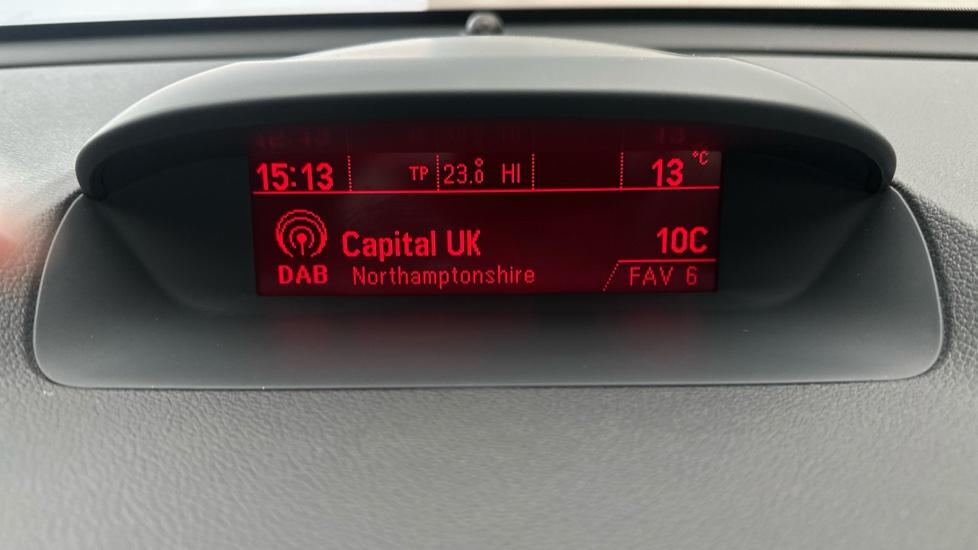 15:13 TP 23.0° HI 13 °C
Capital UK 10C
DAB Northamptonshire FAV 6